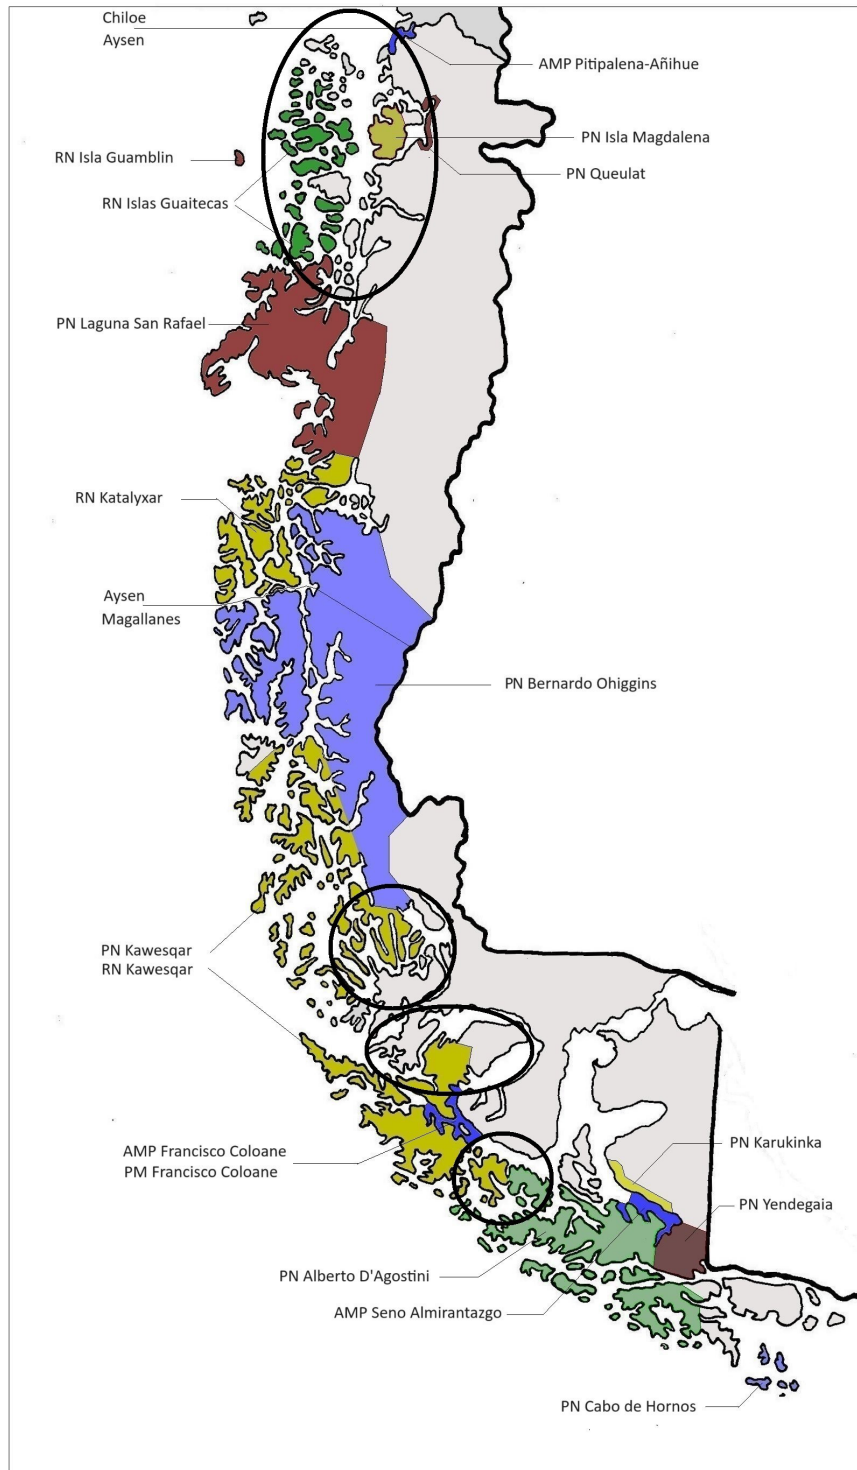 Chiloe
Aysen
AMP Pitipalena-Añihue
PN Isla Magdalena
RN Isla Guamblin
PN Queulat
RN Islas Guaitecas
PN Laguna San Rafael
RN Katalyxar
Aysen
Magallanes
PN Bernardo Ohiggins
PN Kawesqar
RN Kawesqar
AMP Francisco Coloane
PM Francisco Coloane
PN Karukinka
PN Yendegaia
PN Alberto D'Agostini
AMP Seno Almirantazgo
PN Cabo de Hornos